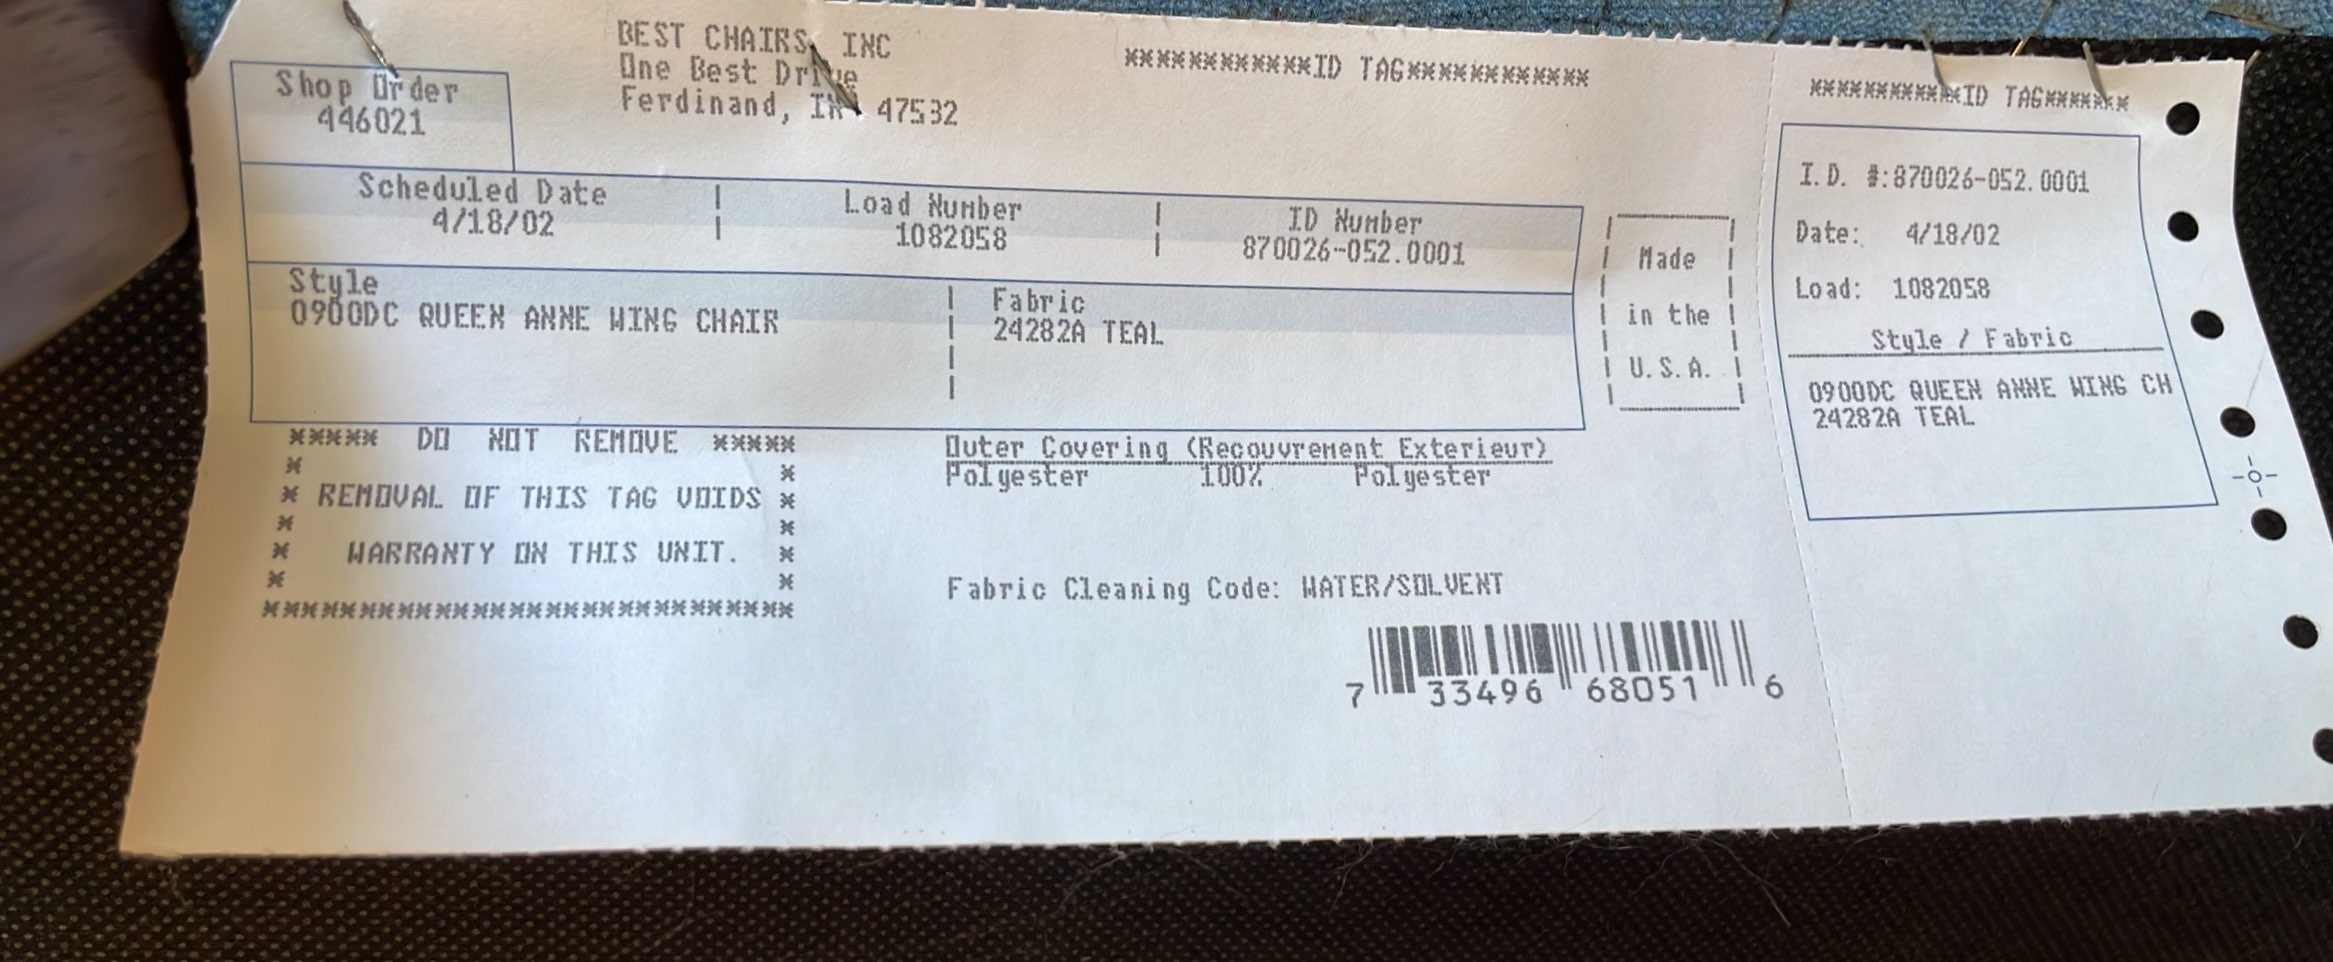 Shop Order
446021
BEST CHAIRS, INC
One Best Drive
Ferdinand, IN 47532
************ID TAG************
Scheduled Date
4/18/02
Load Number
1082058
ID Number
870026-052.0001
Style
0900DC QUEEN ANNE WING CHAIR
Fabric
24282A TEAL
Made
in the
U.S.A.
***** DO NOT REMOVE *****
REMOVAL OF THIS TAG VOIDS
WARRANTY ON THIS UNIT.
****************************
Outer Covering (Recouvrement Exterieur)
Polyester 100% Polyester
Fabric Cleaning Code: WATER/SOLVENT
7 33496 68051 6
***********ID TAG*******
I.D. #:870026-052.0001
Date: 4/18/02
Load: 1082058
Style / Fabric
0900DC QUEEN ANNE WING CH
24282A TEAL